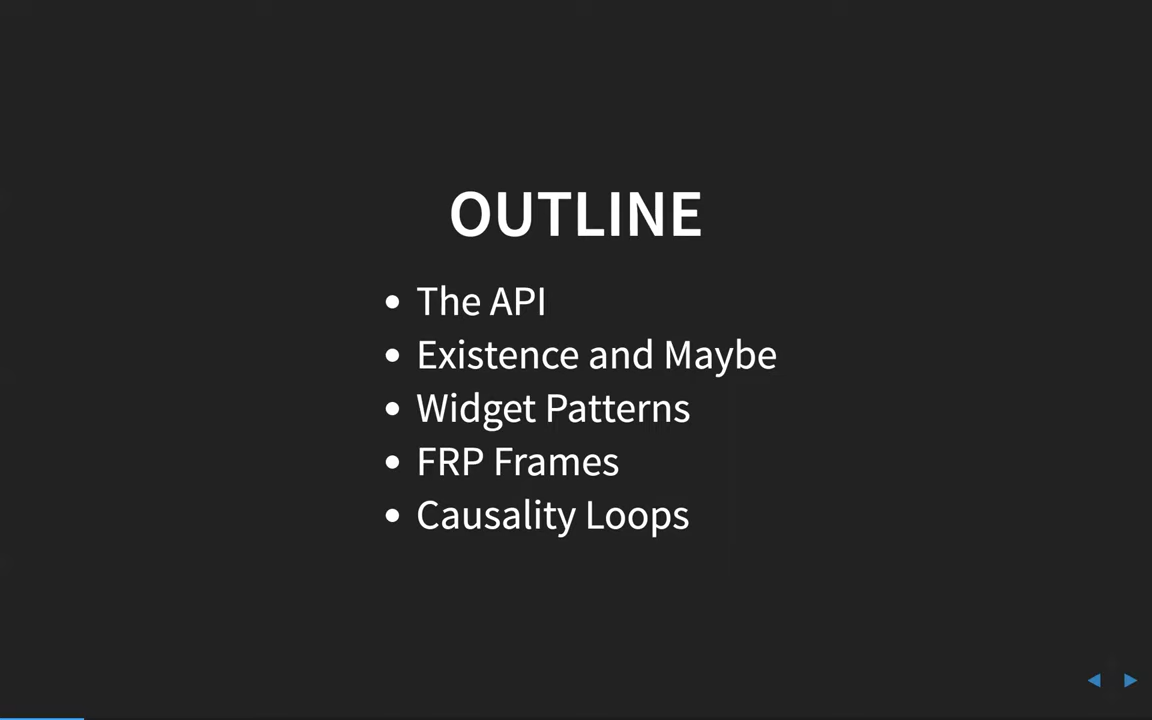 OUTLINE
• The API
• Existence and Maybe
• Widget Patterns
• FRP Frames
• Causality Loops